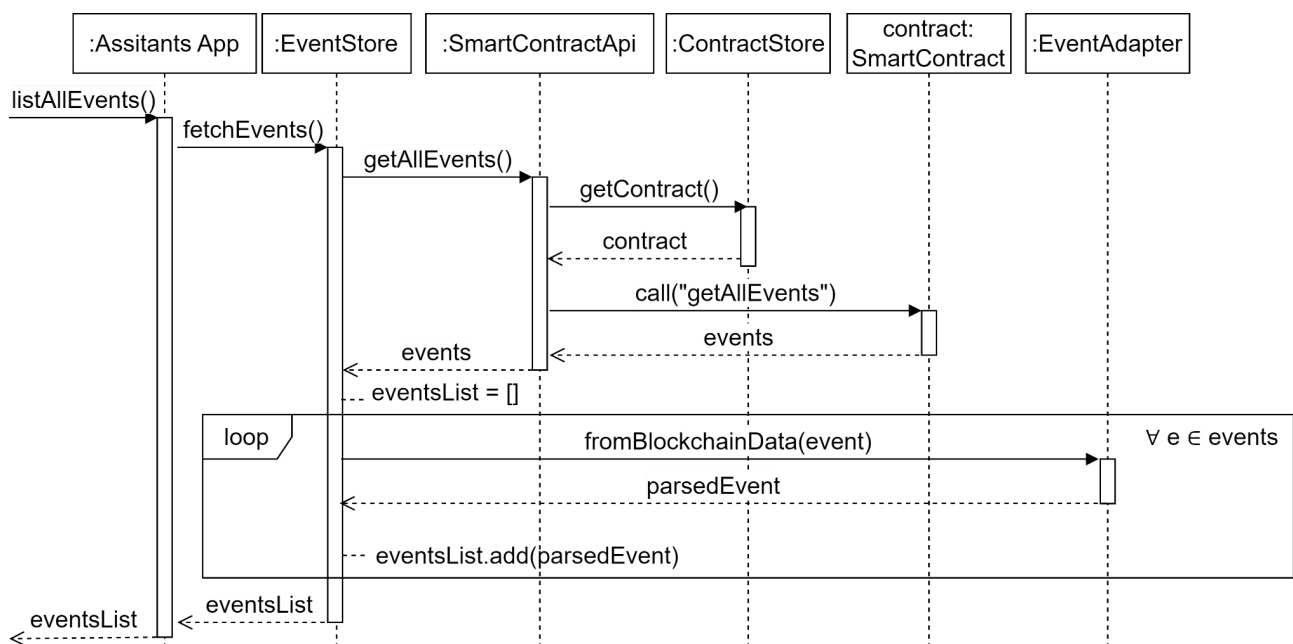 :Assitants App
:EventStore
:SmartContractApi
:ContractStore
contract:
SmartContract
:EventAdapter
listAllEvents()
fetchEvents()
getAllEvents()
getContract()
contract
call("getAllEvents")
events
events
eventsList = []
loop
fromBlockchainData(event)
∀ e ∈ events
parsedEvent
eventsList.add(parsedEvent)
eventsList
eventsList